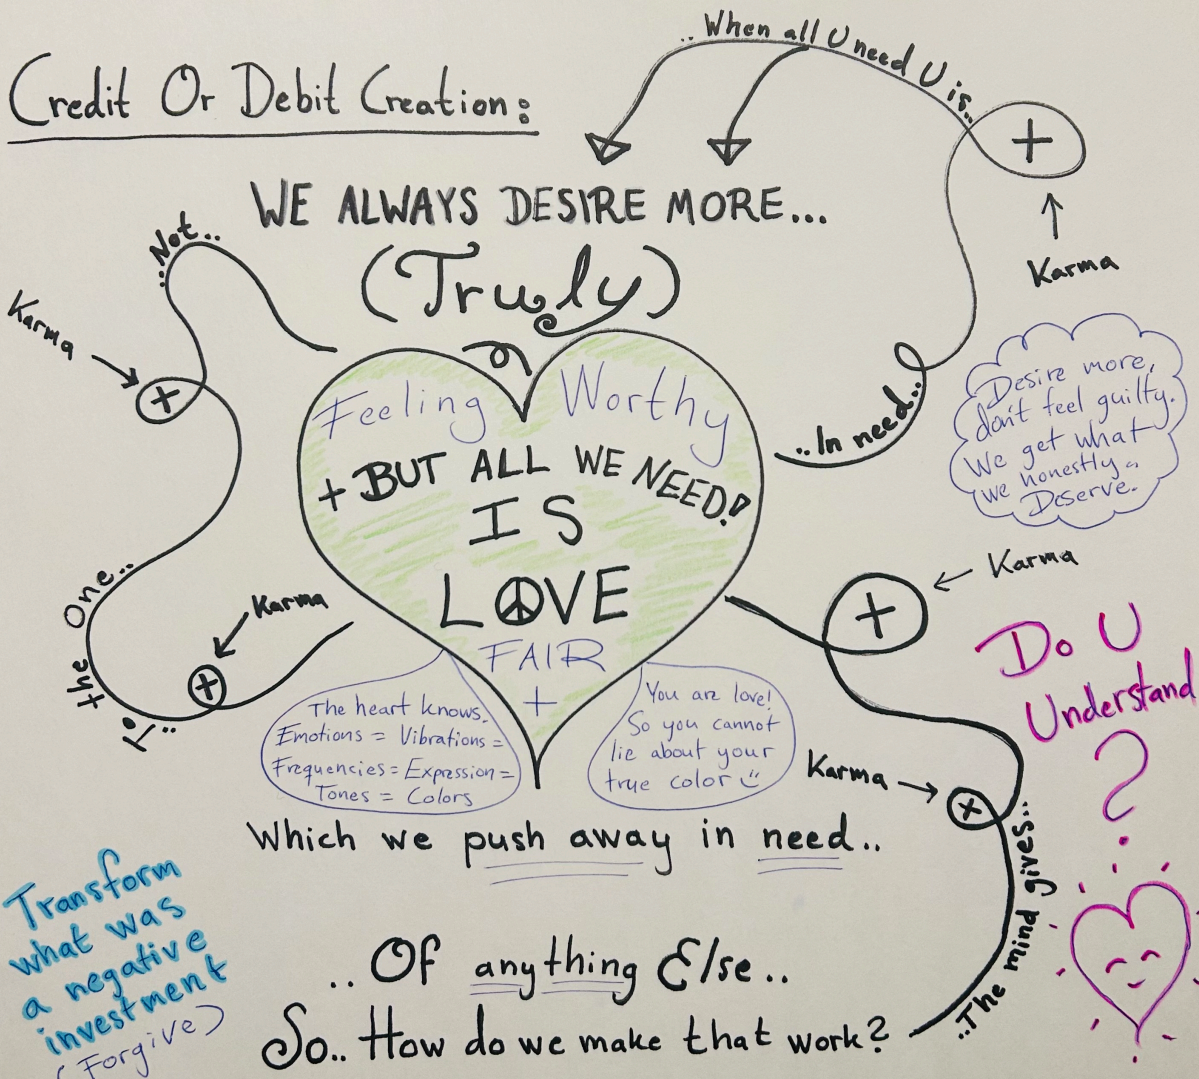 Credit Or Debit Creation:
..When all U need U is..
+
Karma
WE ALWAYS DESIRE MORE...
(Truly)
..Not..
Karma
+
Feeling Worthy
+ BUT ALL WE NEED!
IS
LOVE
FAIR
+
..In need..
Desire more,
don't feel guilty.
We get what
we honestly
Deserve.
the One..
To..
Karma
+
Karma
+
Do U
Understand
?
The heart knows.
Emotions = Vibrations =
Frequencies = Expression =
Tones = Colors
You are love!
So you cannot
lie about your
true color
Karma
+
Which we push away in need..
..The mind gives..
Transform
what was
a negative
investment
(Forgive)
..Of anything Else..
So.. How do we make that work?